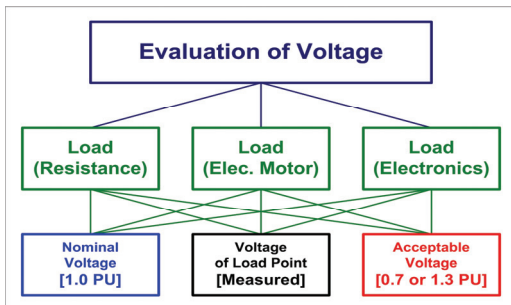 Evaluation of Voltage
Load
(Resistance)
Load
(Elec. Motor)
Load
(Electronics)
Nominal
Voltage
[1.0 PU]
Voltage
of Load Point
[Measured]
Acceptable
Voltage
[0.7 or 1.3 PU]